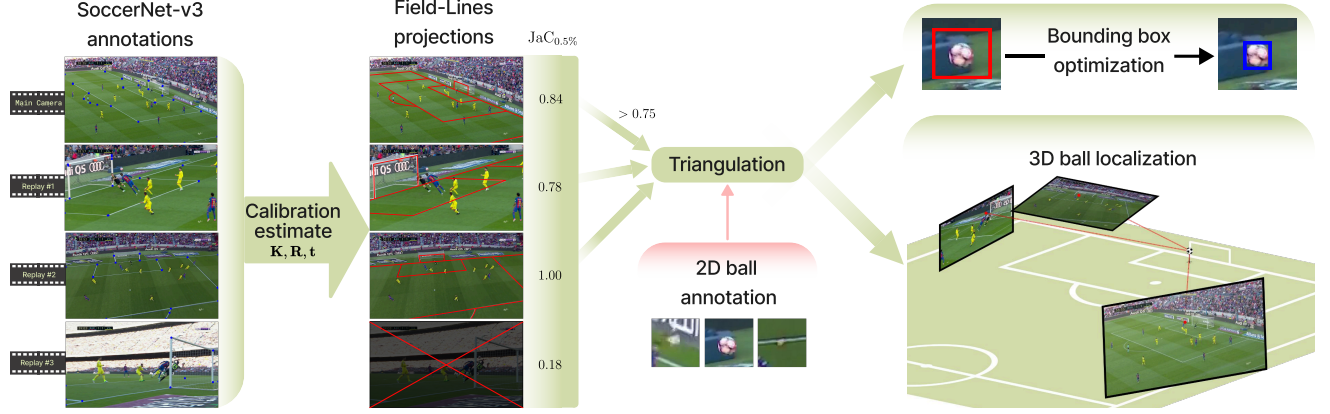 SoccerNet-v3
annotations
Main Camera
Replay #1
Replay #2
Replay #3
Calibration
estimate
K, R, t
Field-Lines
projections
JaC0.5%
0.84
0.78
1.00
0.18
> 0.75
Triangulation
2D ball
annotation
Bounding box
optimization
3D ball localization